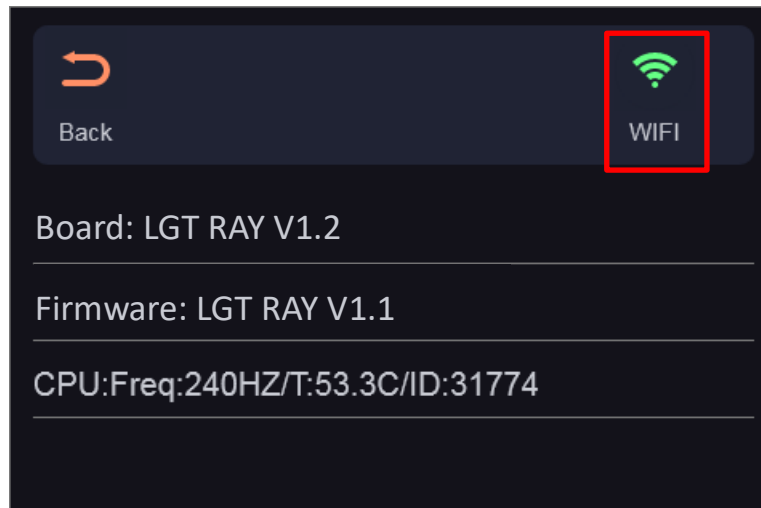 Back
WIFI
Board: LGT RAY V1.2
Firmware: LGT RAY V1.1
CPU:Freq:240HZ/T:53.3C/ID:31774